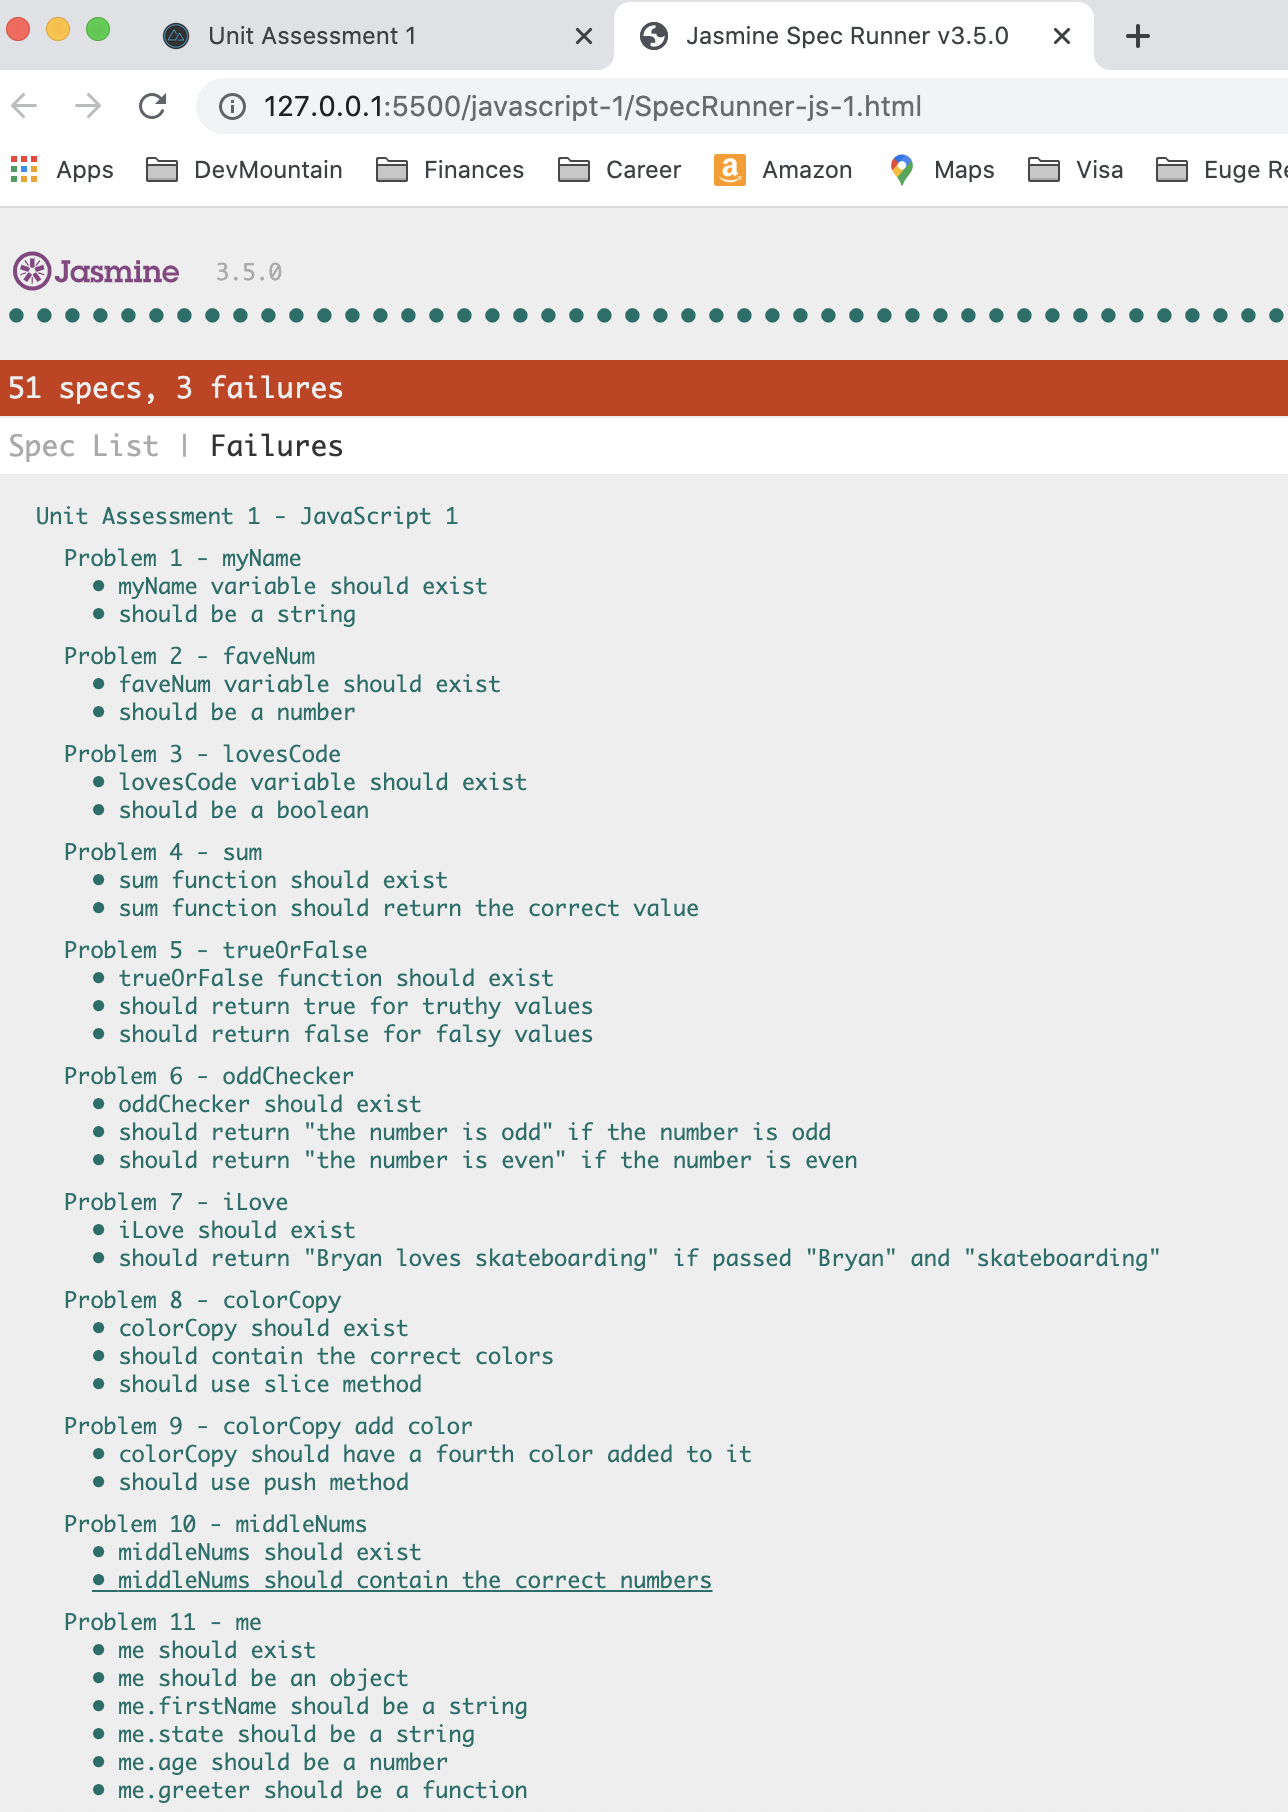 Unit Assessment 1
Jasmine Spec Runner v3.5.0
127.0.0.1:5500/javascript-1/SpecRunner-js-1.html
Apps DevMountain Finances Career Amazon Maps Visa Euge Re
Jasmine 3.5.0
51 specs, 3 failures
Spec List | Failures
Unit Assessment 1 - JavaScript 1
Problem 1 - myName
• myName variable should exist
• should be a string
Problem 2 - faveNum
• faveNum variable should exist
• should be a number
Problem 3 - lovesCode
• lovesCode variable should exist
• should be a boolean
Problem 4 - sum
• sum function should exist
• sum function should return the correct value
Problem 5 - trueOrFalse
• trueOrFalse function should exist
• should return true for truthy values
• should return false for falsy values
Problem 6 - oddChecker
• oddChecker should exist
• should return "the number is odd" if the number is odd
• should return "the number is even" if the number is even
Problem 7 - iLove
• iLove should exist
• should return "Bryan loves skateboarding" if passed "Bryan" and "skateboarding"
Problem 8 - colorCopy
• colorCopy should exist
• should contain the correct colors
• should use slice method
Problem 9 - colorCopy add color
• colorCopy should have a fourth color added to it
• should use push method
Problem 10 - middleNums
• middleNums should exist
• middleNums should contain the correct numbers
Problem 11 - me
• me should exist
• me should be an object
• me.firstName should be a string
• me.state should be a string
• me.age should be a number
• me.greeter should be a function